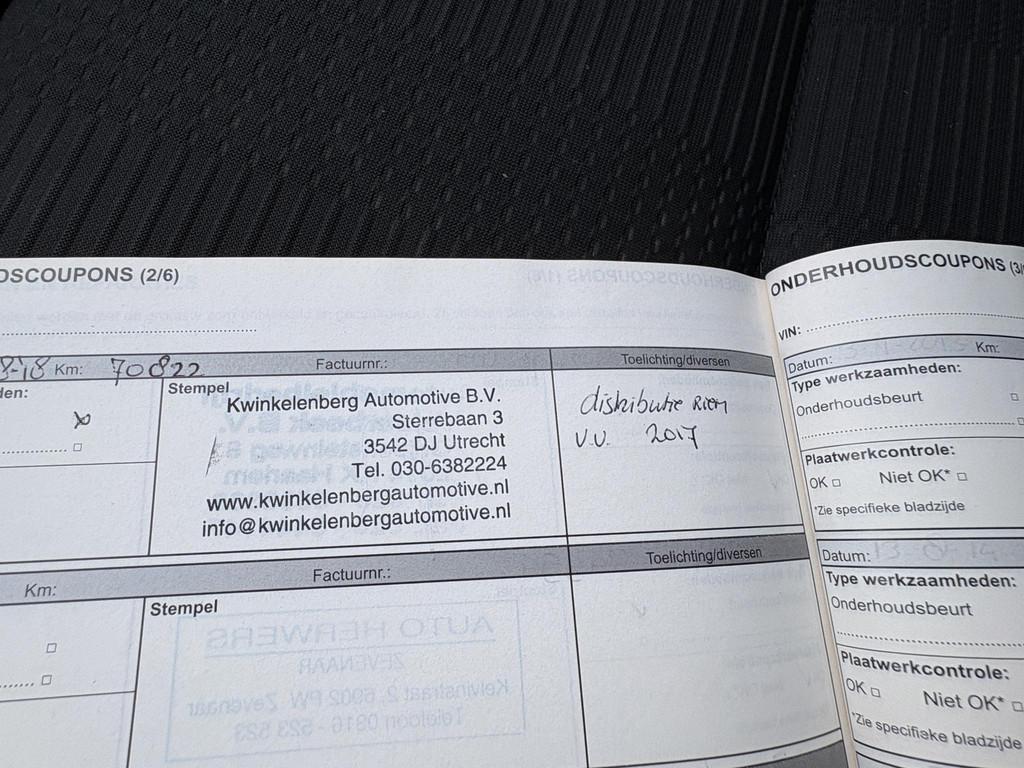 DSCOUPONS (2/6)
8-'18 Km: 70822 Factuurnr.: Toelichting/diversen
den:
Stempel
Kwinkelenberg Automotive B.V.
Sterrebaan 3
3542 DJ Utrecht
Tel. 030-6382224
www.kwinkelenbergautomotive.nl
info@kwinkelenbergautomotive.nl
distributie Riem
v.v. 2017
Km: Factuurnr.: Toelichting/diversen
Stempel
ONDERHOUDSCOUPONS (3/
VIN:
Datum: Km:
Type werkzaamheden:
Onderhoudsbeurt
Plaatwerkcontrole:
OK Niet OK*
*Zie specifieke bladzijde
Datum:
Type werkzaamheden:
Onderhoudsbeurt
Plaatwerkcontrole:
OK Niet OK*
*Zie specifieke bladzijde